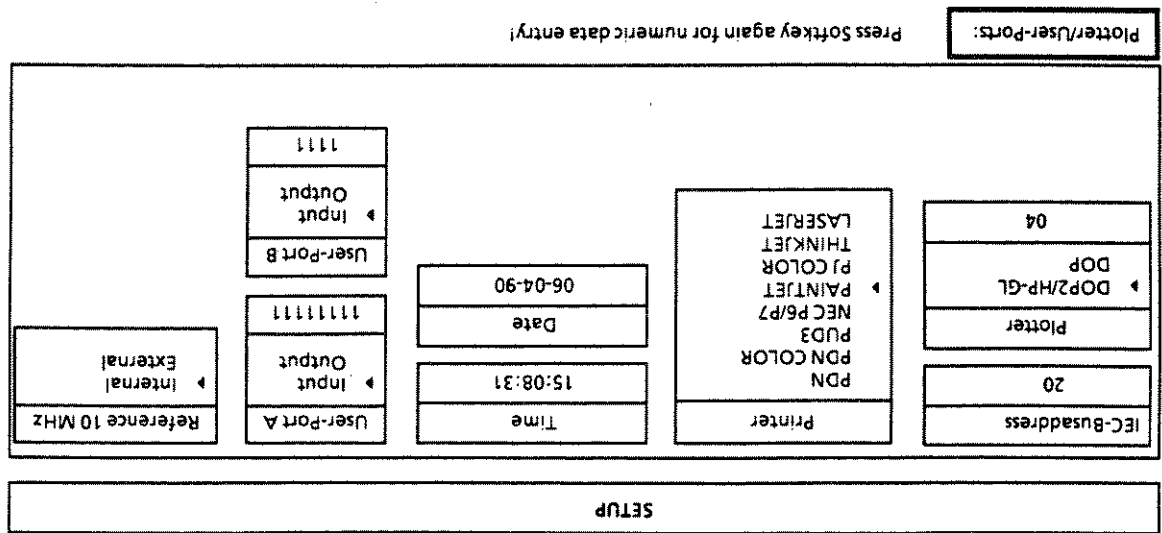 SETUP
IEC-Busaddress
20
Plotter
DOP2/HP-GL
DOP
04
Printer
PDN
PDN COLOR
PUD3
NEC P6/P7
PAINTJET
PJ COLOR
THINKJET
LASERJET
Time
15:08:31
Date
06-04-90
User-Port A
Input
Output
11111111
User-Port B
Input
Output
1111
Reference 10 MHz
Internal
External
Plotter/User-Ports:
Press Softkey again for numeric data entry!